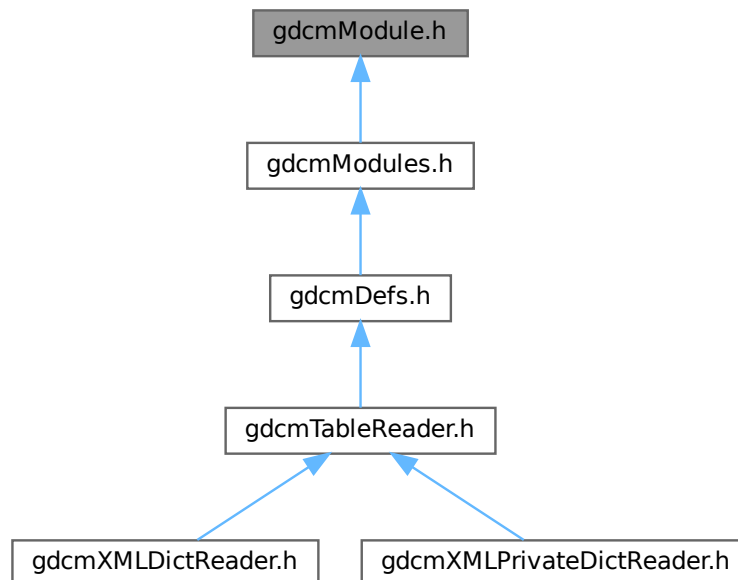 gdcmModule.h
gdcmModules.h
gdcmDefs.h
gdcmTableReader.h
gdcmXMLDictReader.h
gdcmXMLPrivateDictReader.h